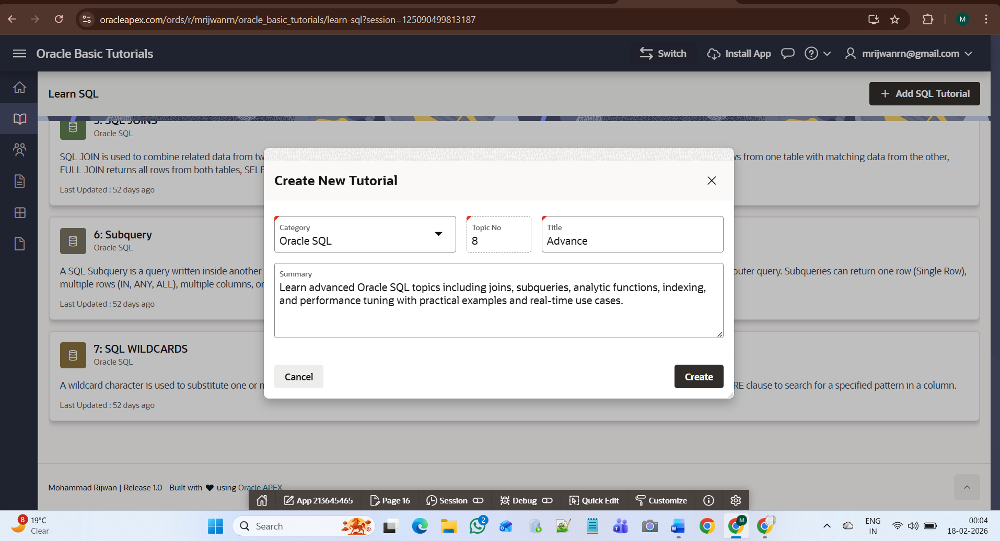 oracleapex.com/ords/r/mrijwanrn/oracle_basic_tutorials/learn-sql?session=125090499813187
M
Oracle Basic Tutorials
Switch
Install App
mrijwanrn@gmail.com
Learn SQL
+ Add SQL Tutorial
5: SQL JOINS
Oracle SQL
SQL JOIN is used to combine related data from tw
s from one table with matching data from the other,
FULL JOIN returns all rows from both tables, SELF
Last Updated : 52 days ago
Create New Tutorial
Category
Oracle SQL
Topic No
8
Title
Advance
Summary
Learn advanced Oracle SQL topics including joins, subqueries, analytic functions, indexing,
and performance tuning with practical examples and real-time use cases.
Cancel
Create
6: Subquery
Oracle SQL
A SQL Subquery is a query written inside another
outer query. Subqueries can return one row (Single Row),
multiple rows (IN, ANY, ALL), multiple columns, or
Last Updated : 52 days ago
7: SQL WILDCARDS
Oracle SQL
A wildcard character is used to substitute one or
RE clause to search for a specified pattern in a column.
Last Updated : 52 days ago
Mohammad Rijwan | Release 1.0 Built with ♥ using Oracle APEX
App 213645465
Page 16
Session
Debug
Quick Edit
Customize
8
19°C
Clear
Search
2
M
ENG
IN
00:04
18-02-2026